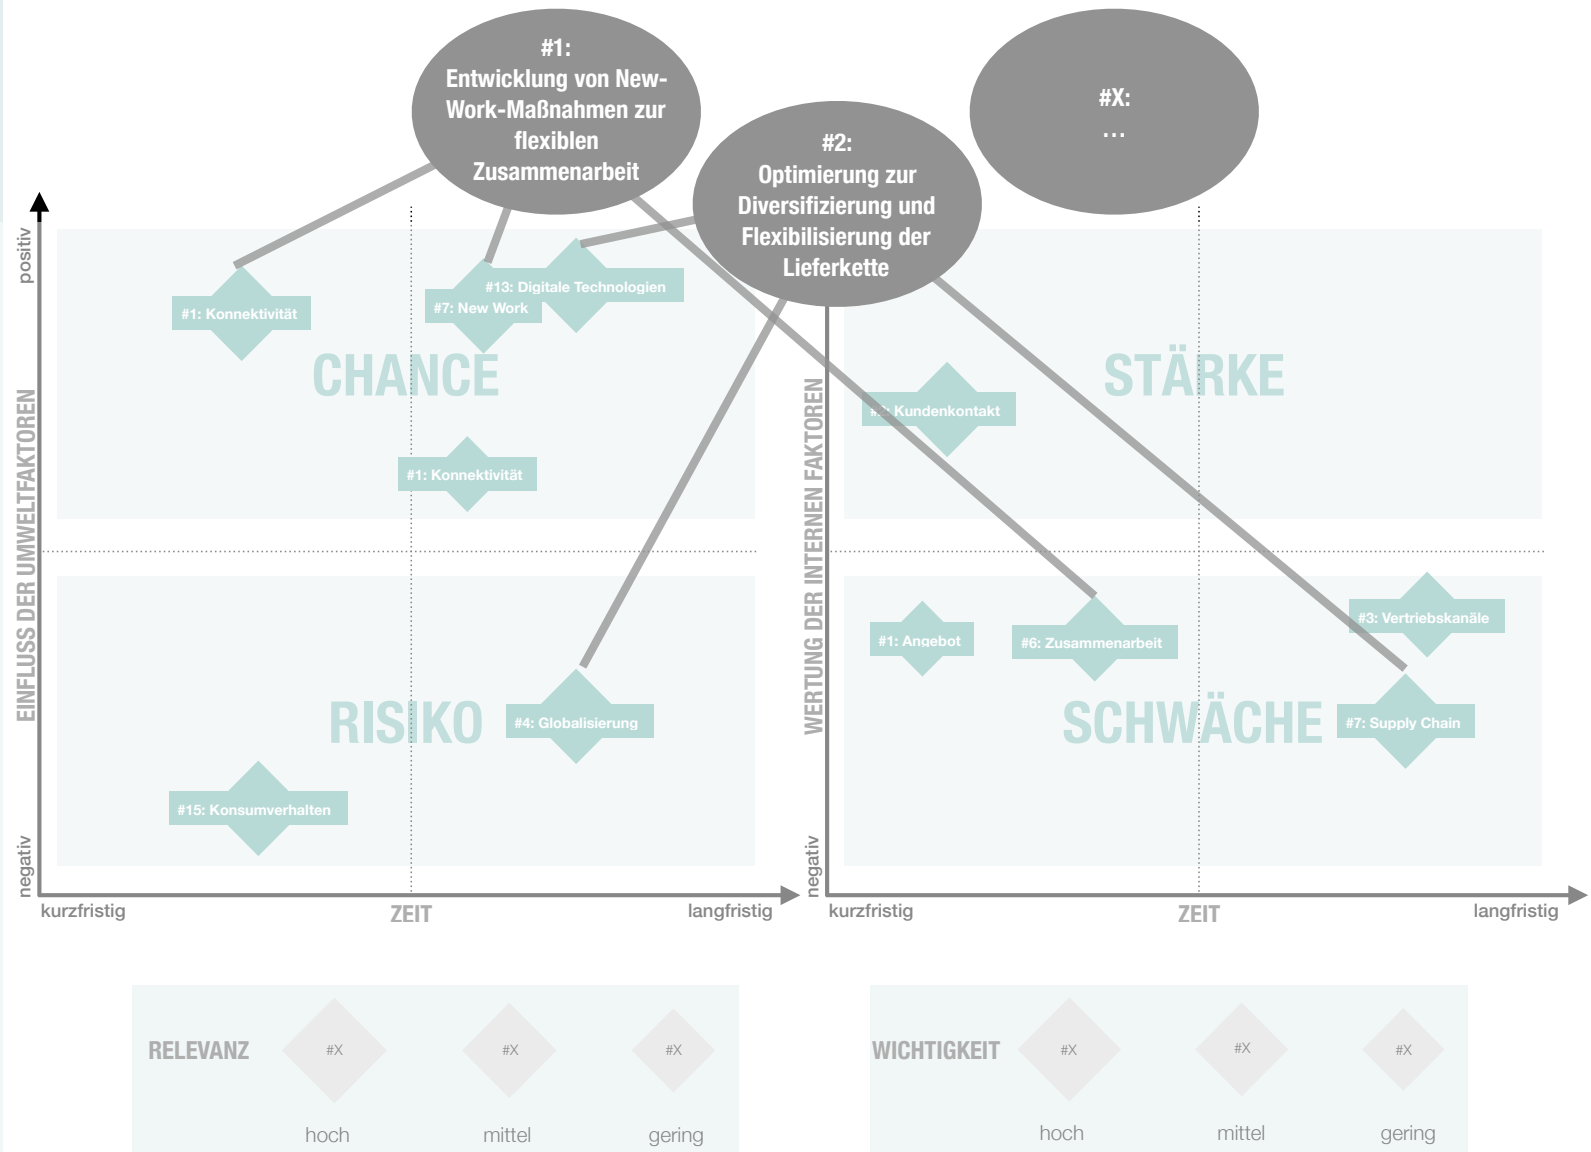 #1:
Entwicklung von New-
Work-Maßnahmen zur
flexiblen
Zusammenarbeit
#2:
Optimierung zur
Diversifizierung und
Flexibilisierung der
Lieferkette
#X:
...
EINFLUSS DER UMWELTFAKTOREN
positiv
negativ
CHANCE
#1: Konnektivität
#13: Digitale Technologien
#7: New Work
#1: Konnektivität
RISIKO
#4: Globalisierung
#15: Konsumverhalten
kurzfristig
ZEIT
langfristig
WERTUNG DER INTERNEN FAKTOREN
negativ
STÄRKE
Kundenkontakt
#1: Angebot
#6: Zusammenarbeit
#3: Vertriebskanäle
SCHWÄCHE
#7: Supply Chain
kurzfristig
ZEIT
langfristig
RELEVANZ
#X
#X
#X
hoch
mittel
gering
WICHTIGKEIT
#X
#X
#X
hoch
mittel
gering